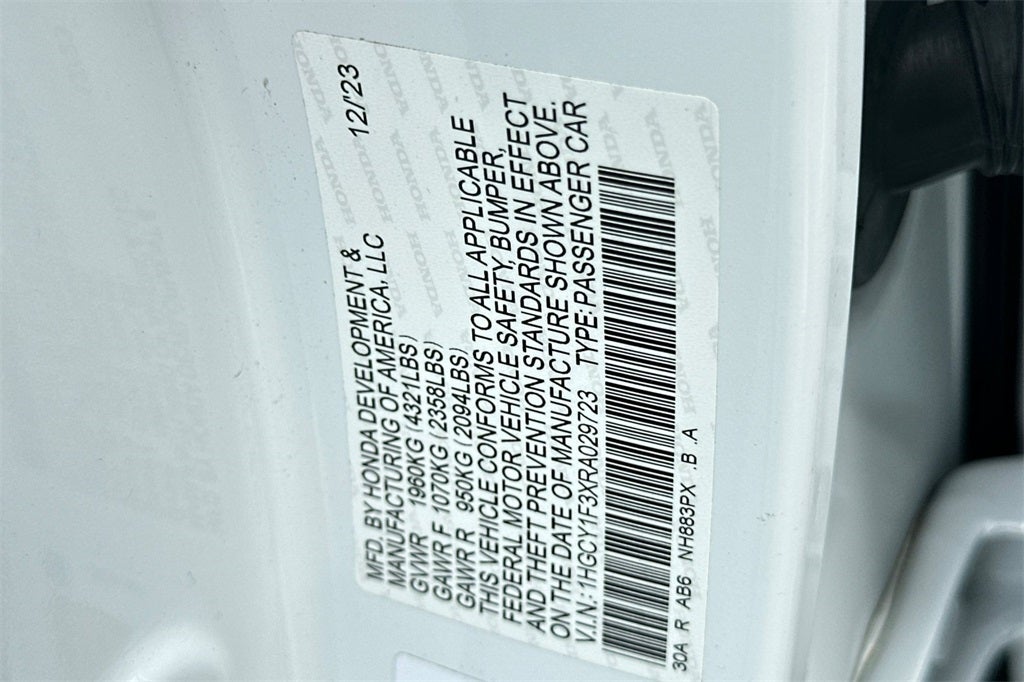 MFD. BY HONDA DEVELOPMENT & 12/'23
MANUFACTURING OF AMERICA, LLC
GVWR 1960KG (4321LBS)
GAWR F 1070KG (2358LBS)
GAWR R 950KG (2094LBS)
THIS VEHICLE CONFORMS TO ALL APPLICABLE
FEDERAL MOTOR VEHICLE SAFETY, BUMPER,
AND THEFT PREVENTION STANDARDS IN EFFECT
ON THE DATE OF MANUFACTURE SHOWN ABOVE.
V.I.N.: 1HGCY1F3XRA029723 TYPE: PASSENGER CAR
30A R AB6 NH883PX .B .A